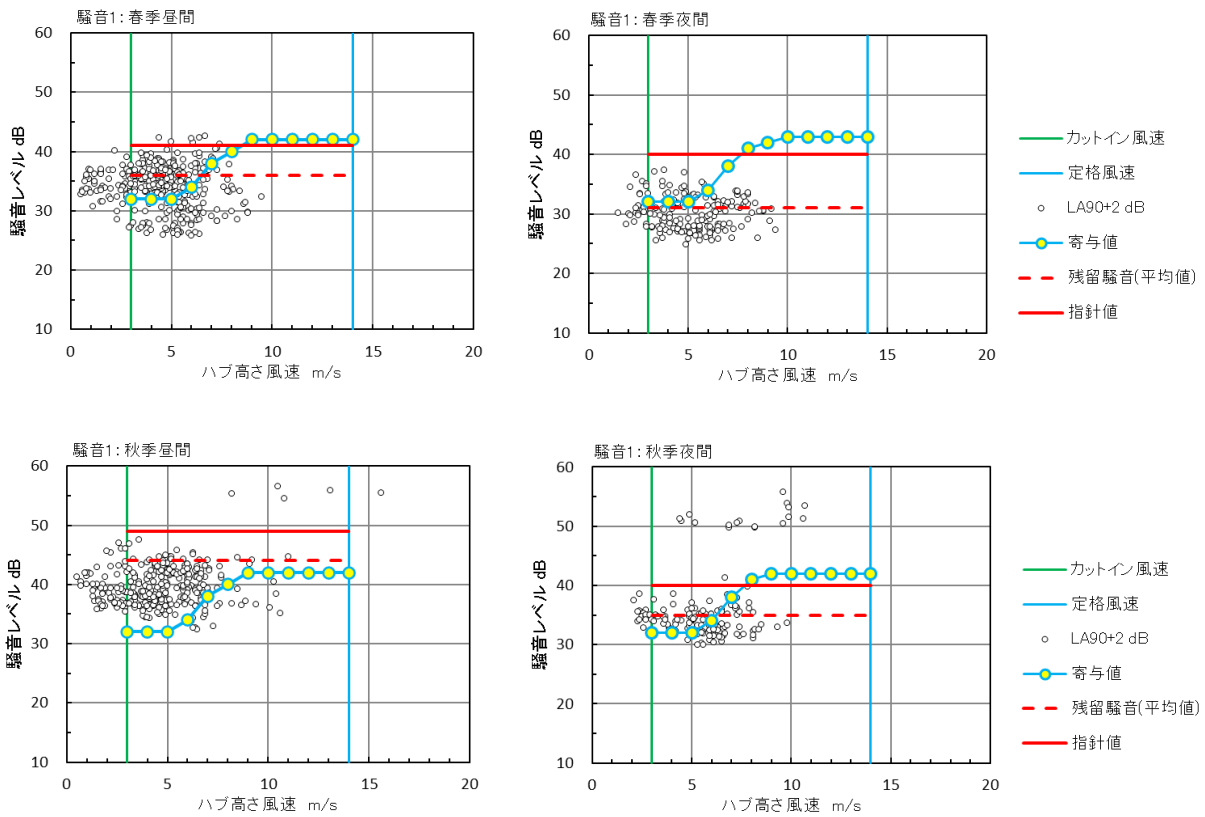 騒音1：春季昼間
60
50
40
30
20
10
0
5
10
15
20
騒音レベル dB
ハブ高さ風速 m/s
騒音1：春季夜間
60
50
40
30
20
10
0
5
10
15
20
騒音レベル dB
ハブ高さ風速 m/s
カットイン風速
定格風速
LA90+2 dB
寄与値
残留騒音(平均値)
指針値
騒音1：秋季昼間
60
50
40
30
20
10
0
5
10
15
20
騒音レベル dB
ハブ高さ風速 m/s
騒音1：秋季夜間
60
50
40
30
20
10
0
5
10
15
20
騒音レベル dB
ハブ高さ風速 m/s
カットイン風速
定格風速
LA90+2 dB
寄与値
残留騒音(平均値)
指針値